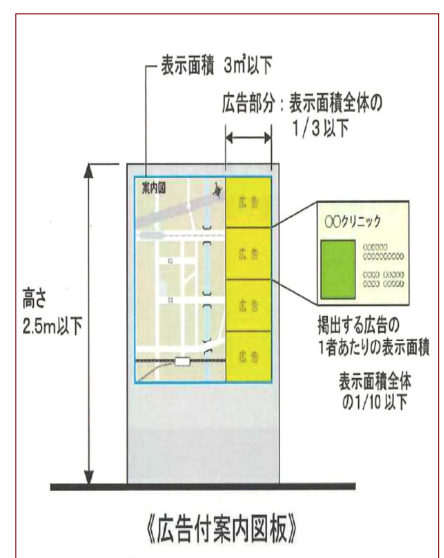 表示面積 3㎡以下
広告部分：表示面積全体の
1/3以下
案内図
広告
広告
広告
広告
○○クリニック
○○○○○○
○○○○○○○○○○
○○○○ ○○○○○
○○○ ○○○○○
高さ
2.5m以下
掲出する広告の
1者あたりの表示面積
表示面積全体
の1/10以下
《広告付案内図板》